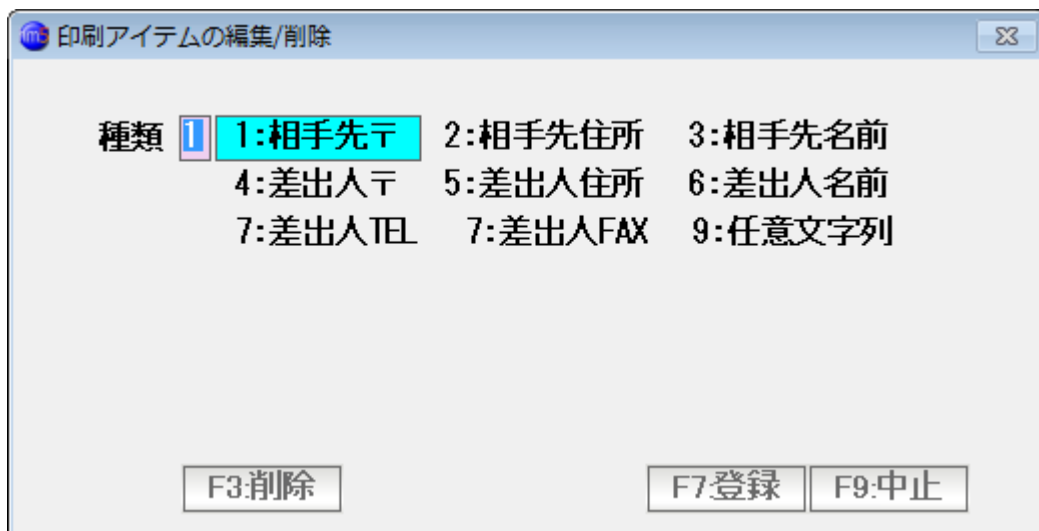 印刷アイテムの編集/削除
種類 1 1:相手先〒 2:相手先住所 3:相手先名前
4:差出人〒 5:差出人住所 6:差出人名前
7:差出人TEL 7:差出人FAX 9:任意文字列
F3:削除 F7:登録 F9:中止